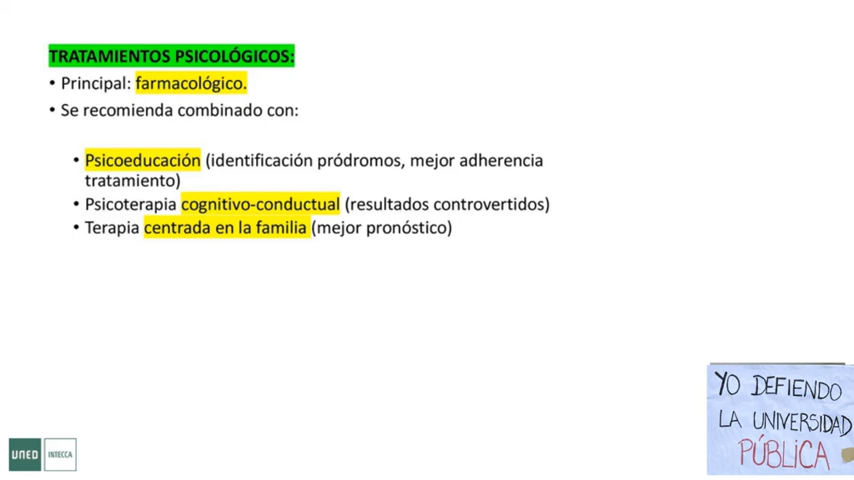 TRATAMIENTOS PSICOLÓGICOS:
• Principal: farmacológico.
• Se recomienda combinado con:
• Psicoeducación (identificación pródromos, mejor adherencia
tratamiento)
• Psicoterapia cognitivo-conductual (resultados controvertidos)
• Terapia centrada en la familia (mejor pronóstico)
YO DEFIENDO
LA UNIVERSIDAD
PÚBLICA
UNED INTECCA